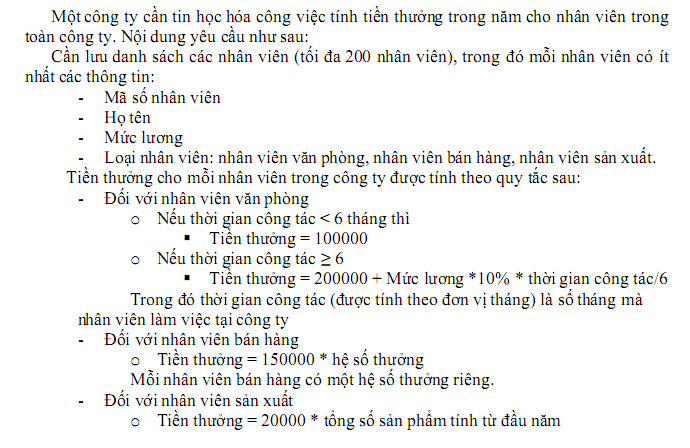 Một công ty cần tin học hóa công việc tính tiền thưởng trong năm cho nhân viên trong
toàn công ty. Nội dung yêu cầu như sau:
Cần lưu danh sách các nhân viên (tối đa 200 nhân viên), trong đó mỗi nhân viên có ít
nhất các thông tin:
- Mã số nhân viên
- Họ tên
- Mức lương
- Loại nhân viên: nhân viên văn phòng, nhân viên bán hàng, nhân viên sản xuất.
Tiền thưởng cho mỗi nhân viên trong công ty được tính theo quy tắc sau:
- Đối với nhân viên văn phòng
o Nếu thời gian công tác < 6 tháng thì
▪ Tiền thưởng = 100000
o Nếu thời gian công tác ≥ 6
▪ Tiền thưởng = 200000 + Mức lương *10% * thời gian công tác/6
Trong đó thời gian công tác (được tính theo đơn vị tháng) là số tháng mà
nhân viên làm việc tại công ty
- Đối với nhân viên bán hàng
o Tiền thưởng = 150000 * hệ số thưởng
Mỗi nhân viên bán hàng có một hệ số thưởng riêng.
- Đối với nhân viên sản xuất
o Tiền thưởng = 20000 * tổng số sản phẩm tính từ đầu năm